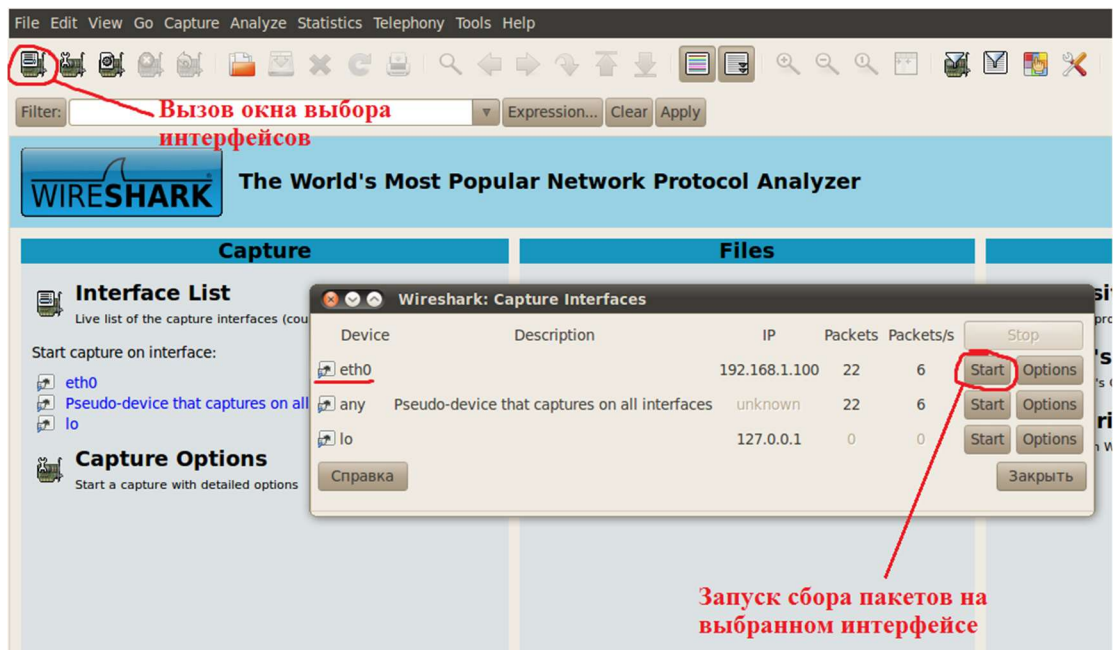 File Edit View Go Capture Analyze Statistics Telephony Tools Help
Filter: Expression... Clear Apply
Вызов окна выбора
интерфейсов
WIRESHARK The World's Most Popular Network Protocol Analyzer
Capture Files
Interface List
Live list of the capture interfaces (cou
Start capture on interface:
eth0
Pseudo-device that captures on all
lo
Capture Options
Start a capture with detailed options
Wireshark: Capture Interfaces
Device Description IP Packets Packets/s Stop
eth0 192.168.1.100 22 6 Start Options
any Pseudo-device that captures on all interfaces unknown 22 6 Start Options
lo 127.0.0.1 0 0 Start Options
Справка Закрыть
Запуск сбора пакетов на
выбранном интерфейсе